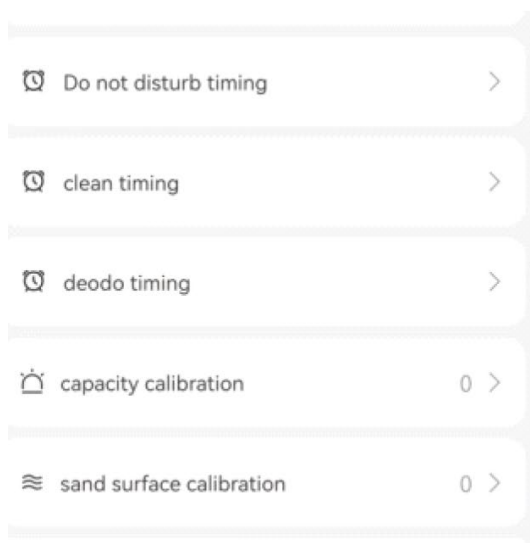 Do not disturb timing
clean timing
deodo timing
capacity calibration 0
sand surface calibration 0